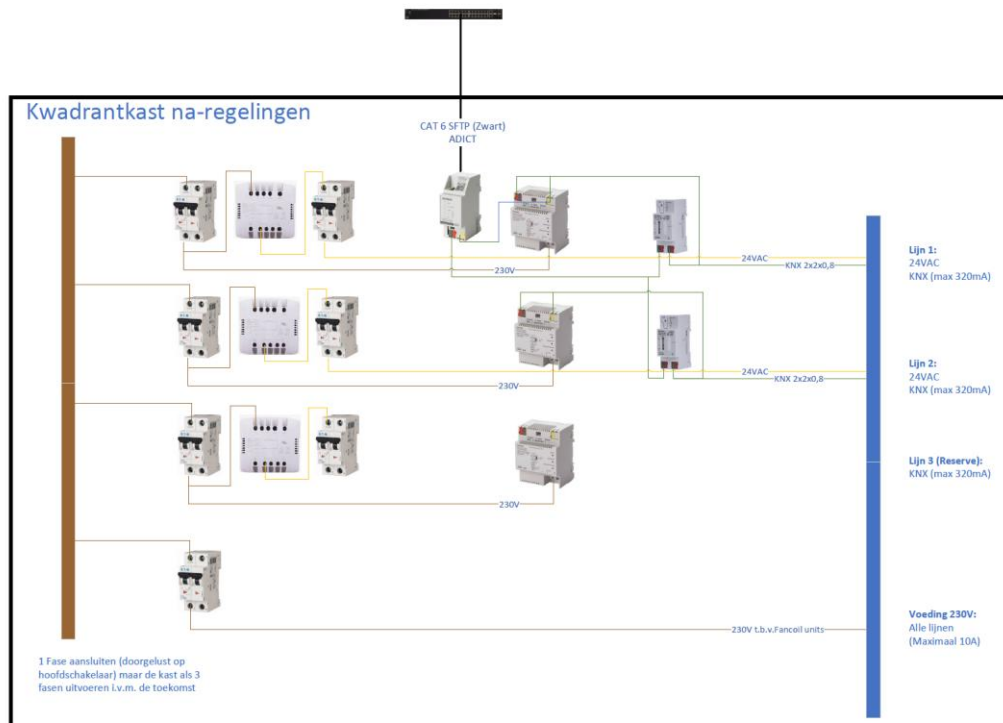 Kwadrantkast na-regelingen
CAT 6 SFTP (Zwart)
ADICT
24VAC
KNX 2x2x0,8
230V
Lijn 1:
24VAC
KNX (max 320mA)
24VAC
KNX 2x2x0,8
230V
Lijn 2:
24VAC
KNX (max 320mA)
Lijn 3 (Reserve):
KNX (max 320mA)
230V
230V t.b.v.Fancoil units
Voeding 230V:
Alle lijnen
(Maximaal 10A)
1 Fase aansluiten (doorgelust op
hoofdschakelaar) maar de kast als 3
fasen uitvoeren i.v.m. de toekomst